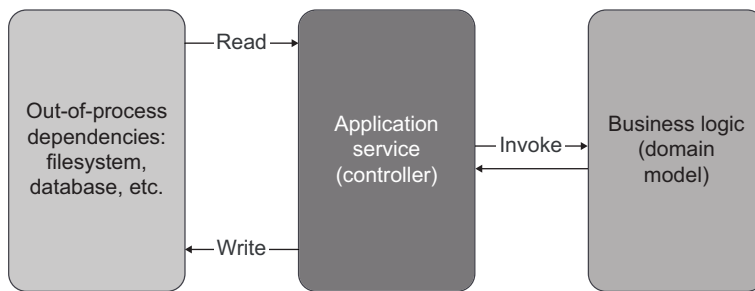 Out-of-process
dependencies:
filesystem,
database, etc.
Read
Write
Application
service
(controller)
Invoke
Business logic
(domain
model)